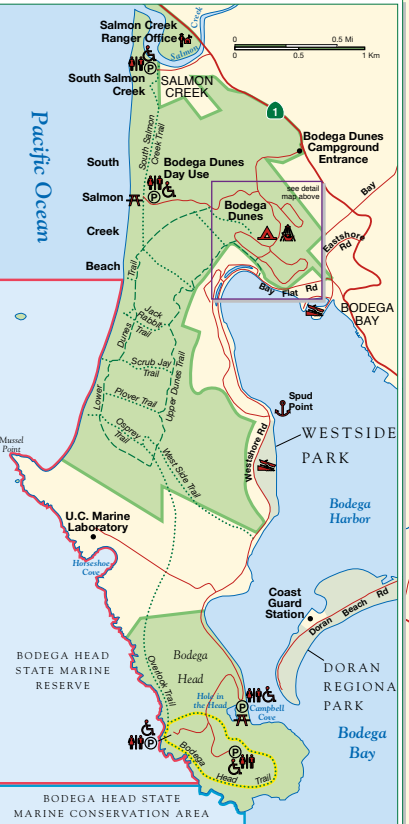 Salmon Creek
Ranger Office
Creek
Salmon
0 0.5 Mi
0 0.5 1 Km
South Salmon
Creek
SALMON
CREEK
Pacific Ocean
South Salmon
Creek Trail
1
Bodega Dunes
Campground
Entrance
South
Salmon
Creek
Beach
Bodega Dunes
Day Use
see detail
map above
Bay
Bodega
Dunes
Eastshore
Rd
Bay Flat Rd
BODEGA
BAY
Trail
Dunes
Lower
Jack
Rabbit
Trail
Scrub Jay
Trail
Plover Trail
Osprey
Trail
Upper Dunes Trail
West Side Trail
Spud
Point
Westshore Rd
WESTSIDE
PARK
Mussel
Point
U.C. Marine
Laboratory
Horseshoe
Cove
Bodega
Harbor
Coast
Guard
Station
Doran Beach Rd
BODEGA HEAD
STATE MARINE
RESERVE
Bodega
Head
Overlook Trail
Hole in
the Head
Campbell
Cove
DORAN
REGIONA
PARK
Bodega
Bay
P
P
P
P
P
Bodega
Head Trail
BODEGA HEAD STATE
MARINE CONSERVATION AREA